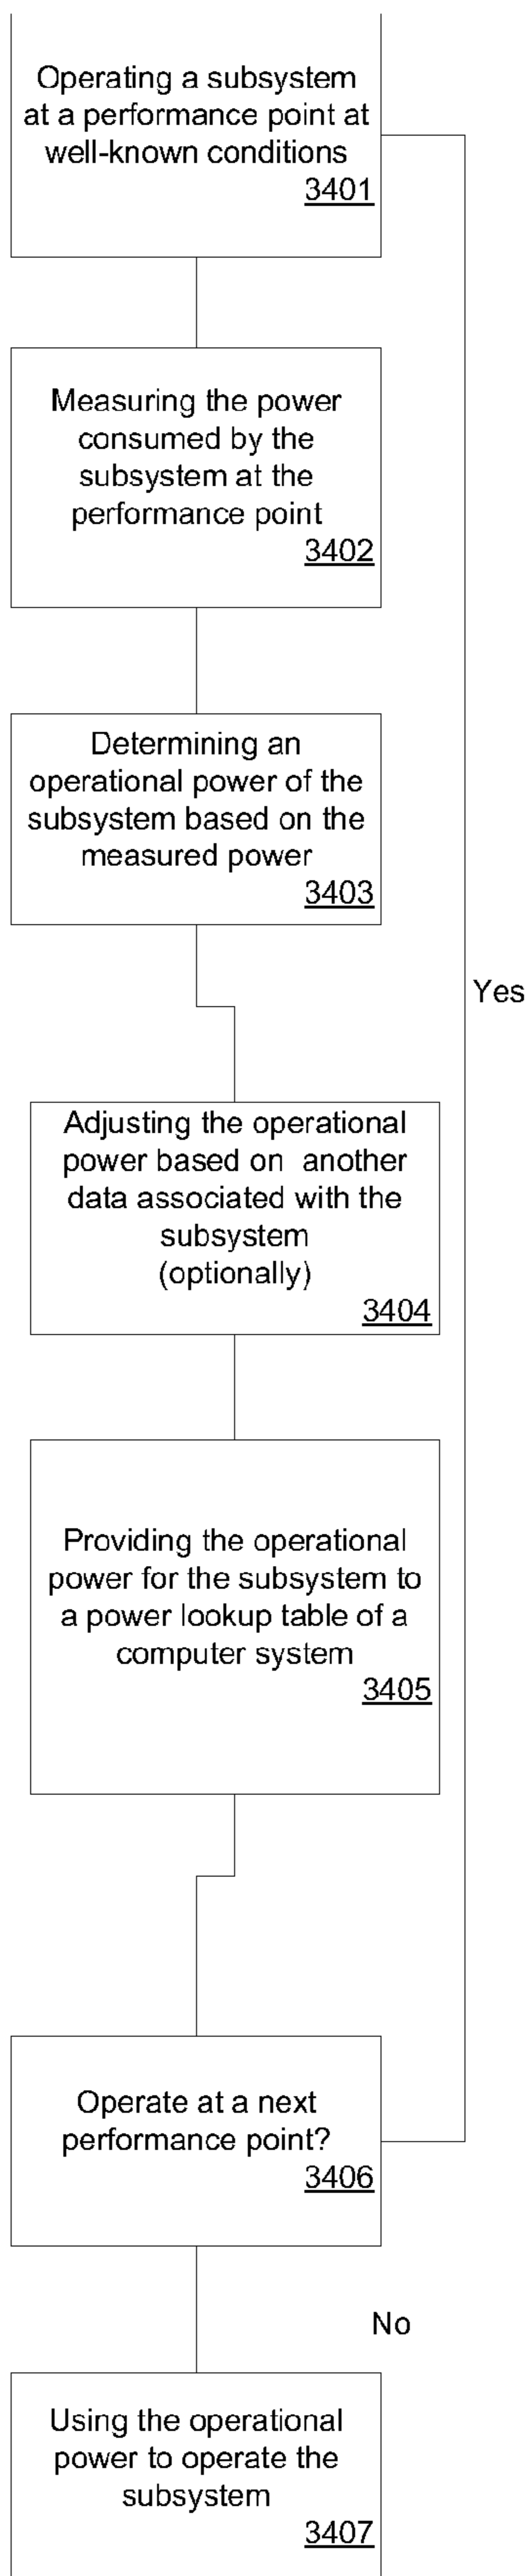 Operating a subsystem
at a performance point at
well-known conditions
3401
Measuring the power
consumed by the
subsystem at the
performance point
3402
Determining an
operational power of the
subsystem based on the
measured power
3403
Yes
Adjusting the operational
power based on another
data associated with the
subsystem
(optionally)
3404
Providing the operational
power for the subsystem to
a power lookup table of a
computer system
3405
Operate at a next
performance point?
3406
No
Using the operational
power to operate the
subsystem
3407